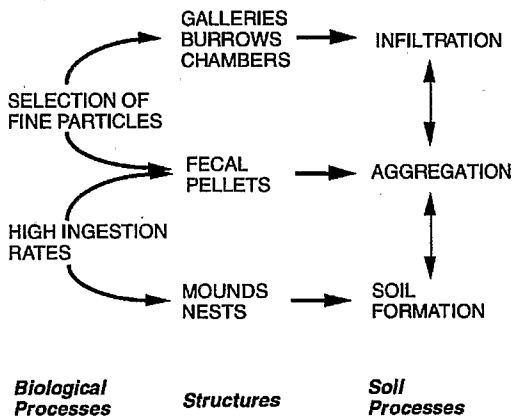 GALLERIES
BURROWS
CHAMBERS
INFILTRATION
SELECTION OF
FINE PARTICLES
FECAL
PELLETS
AGGREGATION
HIGH INGESTION
RATES
MOUNDS
NESTS
SOIL
FORMATION
Biological
Processes
Structures
Soil
Processes